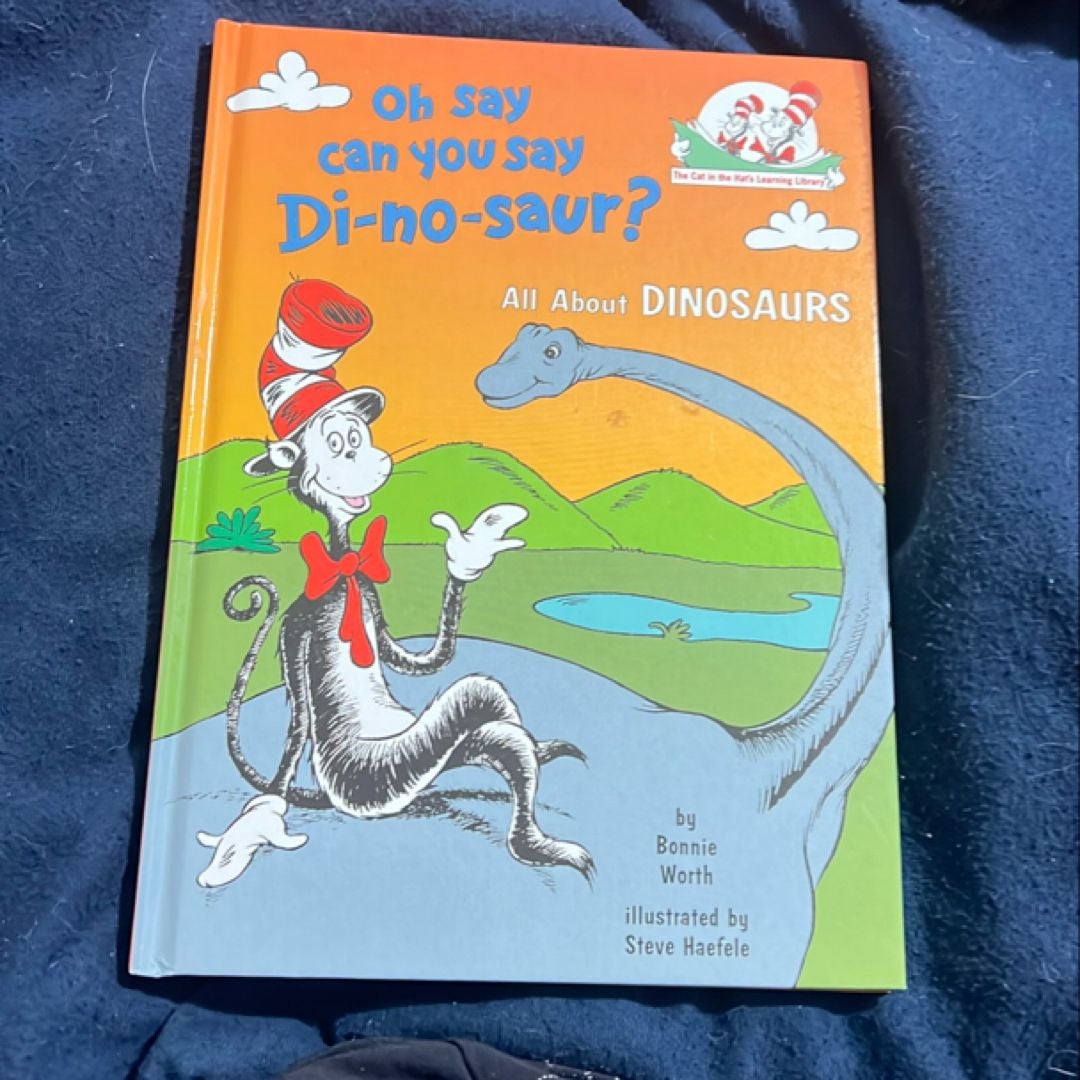 Oh say
can you say
Di-no-saur?
The Cat in the Hat's Learning Library
All About DINOSAURS
by
Bonnie
Worth
illustrated by
Steve Haefele